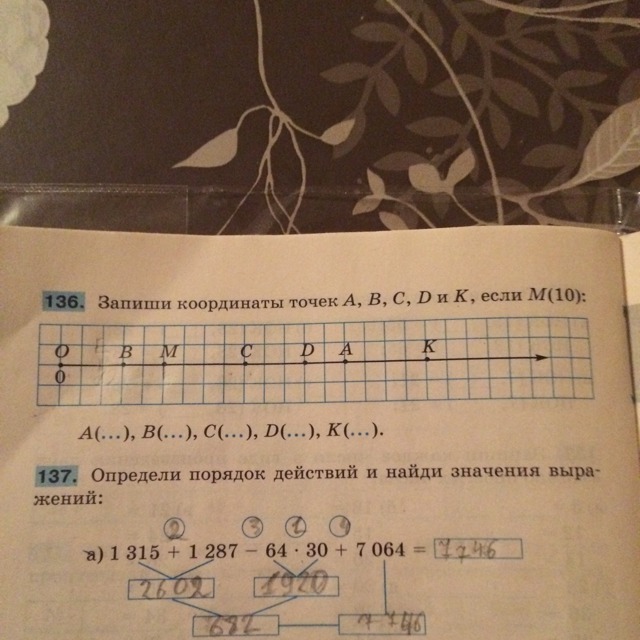 136. Запиши координаты точек A, B, C, D и K, если M(10):
O B M C D A K
0
A(...), B(...), C(...), D(...), K(...).
137. Определи порядок действий и найди значения выра-
жений:
2 3 1 4
а) 1 315 + 1 287 − 64 · 30 + 7 064 = 7746
2602 1920
682 7746